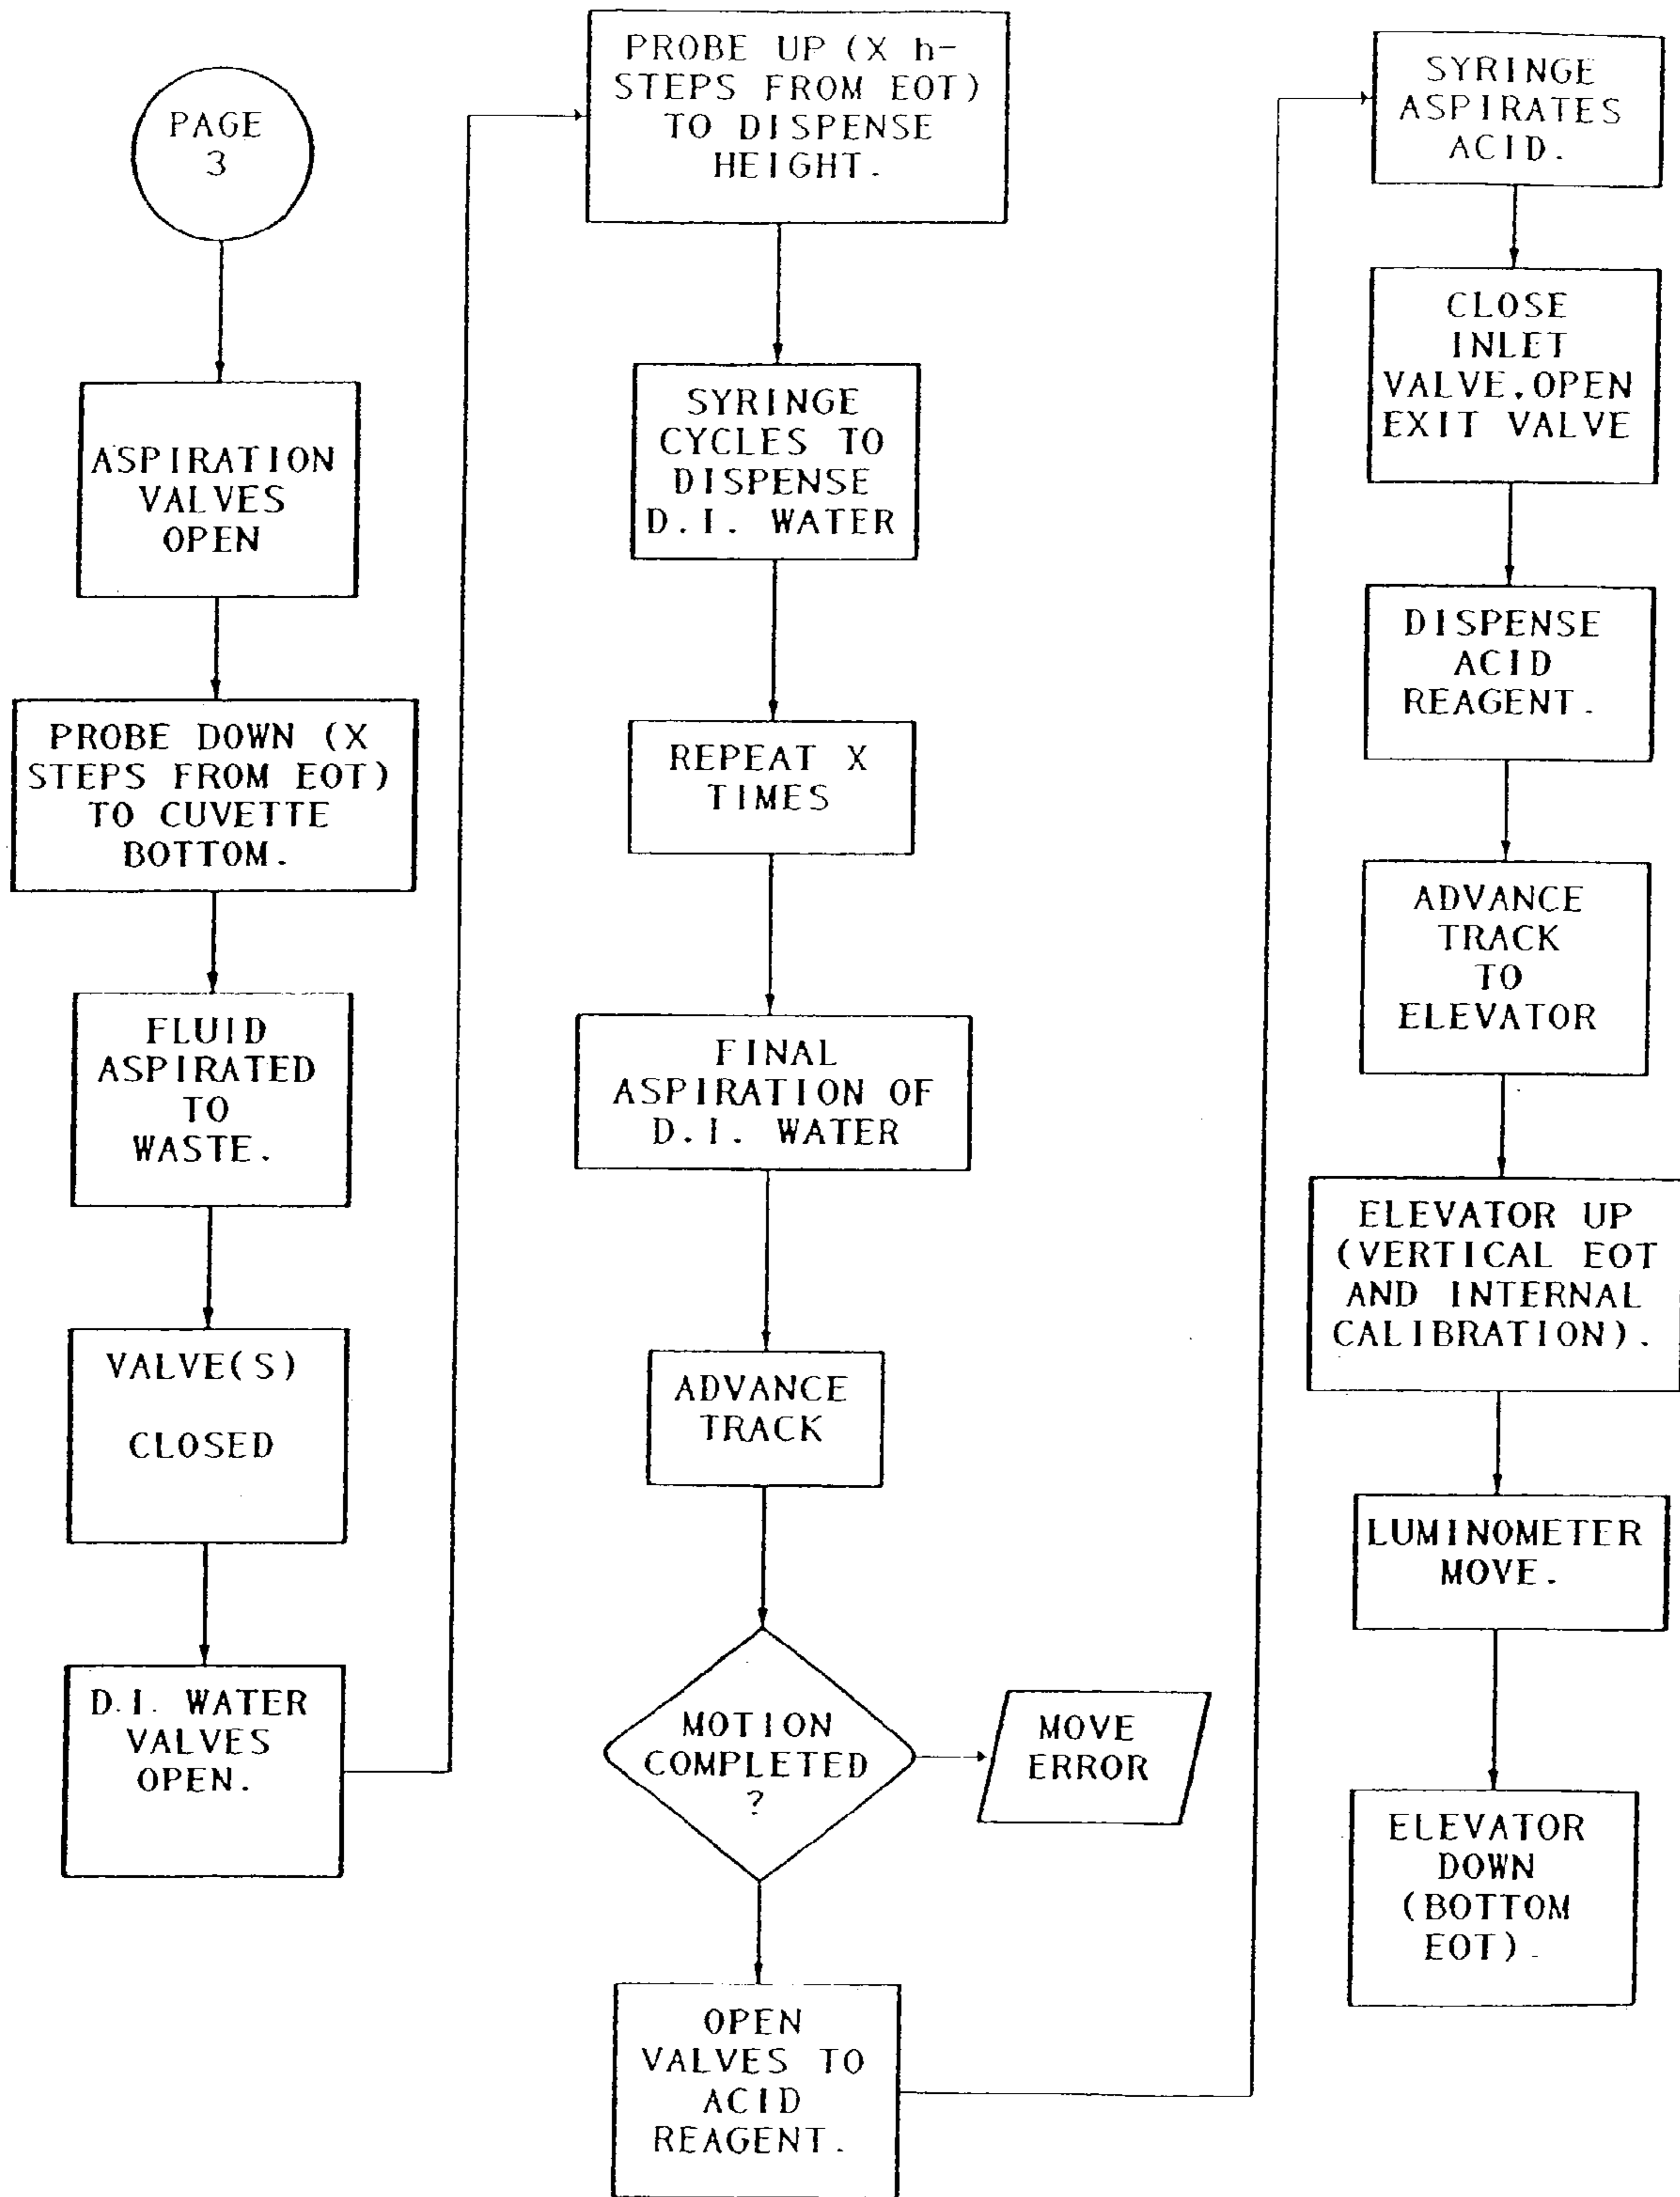 PAGE
3
ASPIRATION
VALVES
OPEN
PROBE DOWN (X
STEPS FROM EOT)
TO CUVETTE
BOTTOM.
FLUID
ASPIRATED
TO
WASTE.
VALVE(S)
CLOSED
D.I. WATER
VALVES
OPEN.
PROBE UP (X h-
STEPS FROM EOT)
TO DISPENSE
HEIGHT.
SYRINGE
CYCLES TO
DISPENSE
D.I. WATER
REPEAT X
TIMES
FINAL
ASPIRATION OF
D.I. WATER
ADVANCE
TRACK
MOTION
COMPLETED
?
MOVE
ERROR
OPEN
VALVES TO
ACID
REAGENT.
SYRINGE
ASPIRATES
ACID.
CLOSE
INLET
VALVE.OPEN
EXIT VALVE
DISPENSE
ACID
REAGENT.
ADVANCE
TRACK
TO
ELEVATOR
ELEVATOR UP
(VERTICAL EOT
AND INTERNAL
CALIBRATION).
LUMINOMETER
MOVE.
ELEVATOR
DOWN
(BOTTOM
EOT).